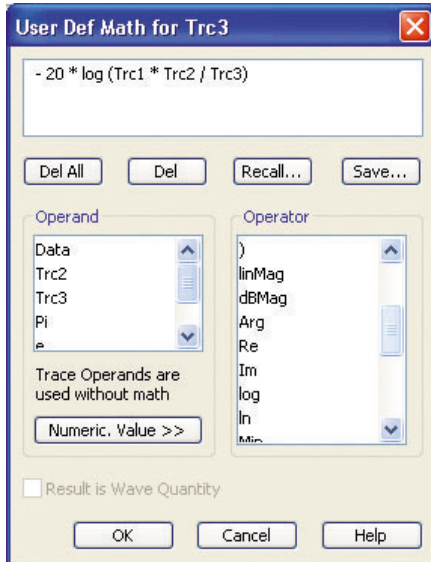 User Def Math for Trc3
- 20 * log (Trc1 * Trc2 / Trc3)
Del All
Del
Recall...
Save...
Operand
Data
Trc2
Trc3
Pi
e
Trace Operands are
used without math
Numeric. Value >>
Operator
)
linMag
dBMag
Arg
Re
Im
log
ln
Min
Result is Wave Quantity
OK
Cancel
Help